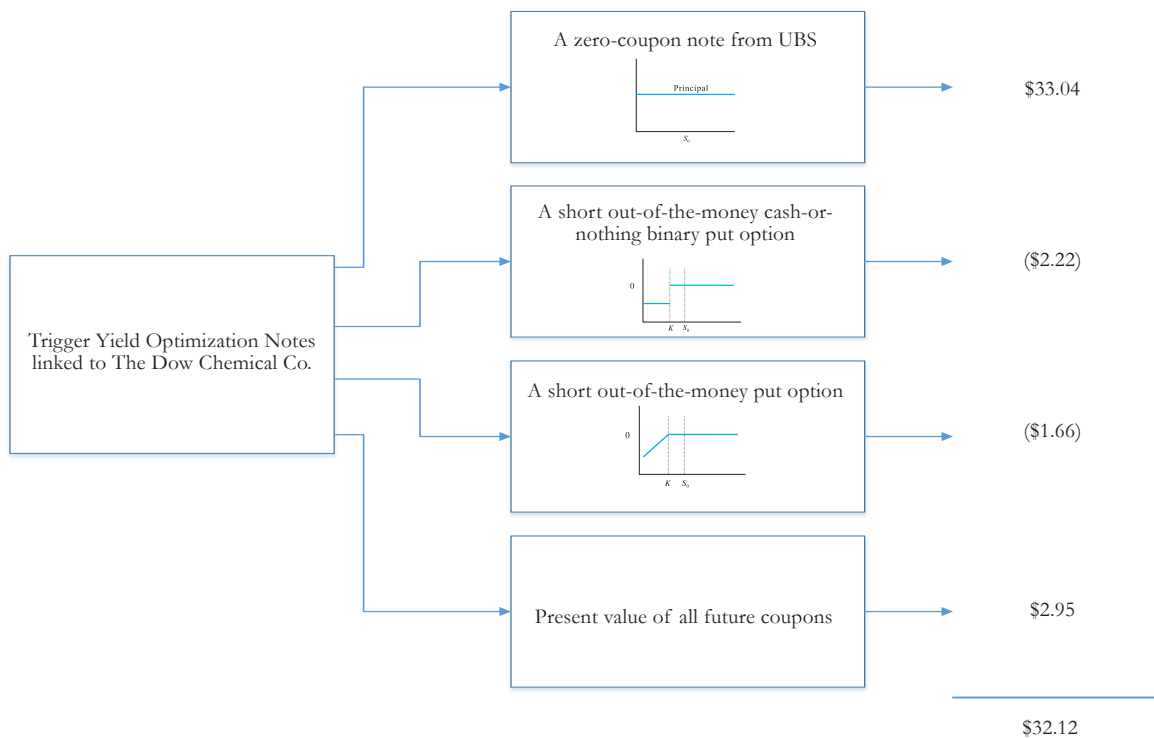 A zero-coupon note from UBS
Principal
S₀
$33.04
A short out-of-the-money cash-or-
nothing binary put option
0
K
S₀
($2.22)
Trigger Yield Optimization Notes
linked to The Dow Chemical Co.
A short out-of-the-money put option
0
K
S₀
($1.66)
Present value of all future coupons
$2.95
$32.12